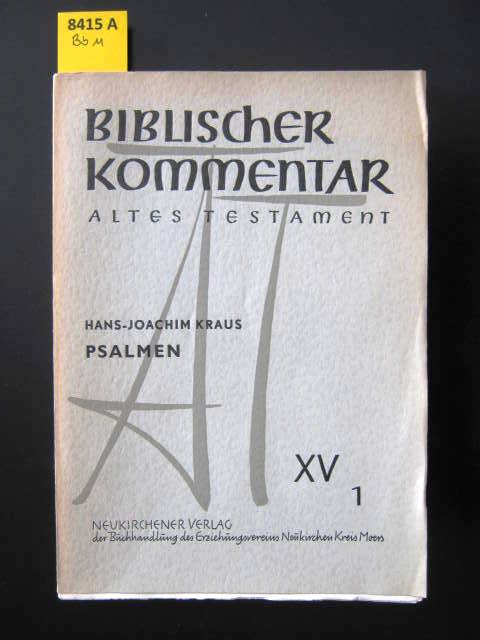 8415 A
Bb M
BIBLISCHER
KOMMENTAR
ALTES TESTAMENT
AT
HANS-JOACHIM KRAUS
PSALMEN
XV
1
NEUKIRCHENER VERLAG
der Buchhandlung des Erziehungsvereins Neukirchen Kreis Moers